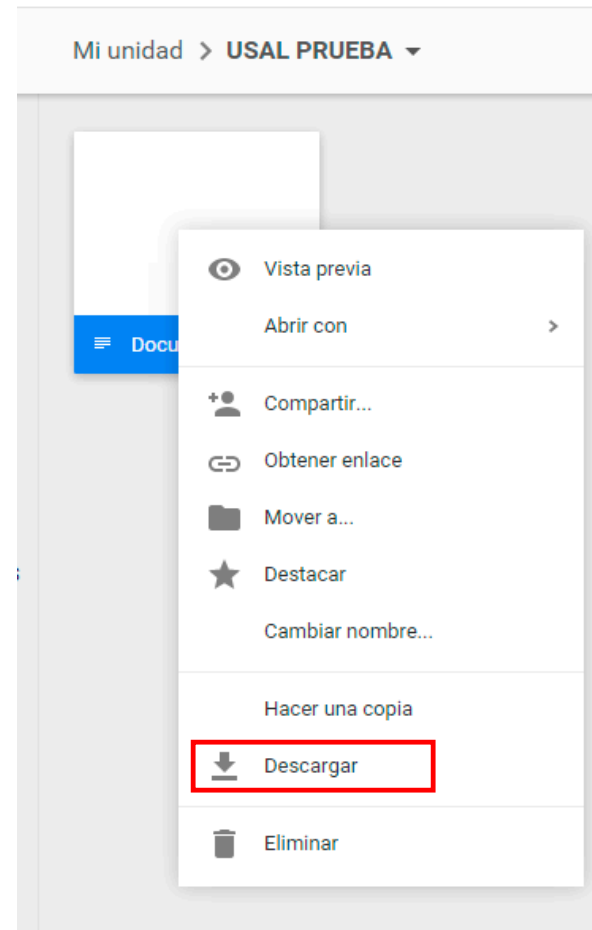 Mi unidad > USAL PRUEBA
Vista previa
Abrir con
Docu
Compartir...
Obtener enlace
Mover a...
Destacar
Cambiar nombre...
Hacer una copia
Descargar
Eliminar